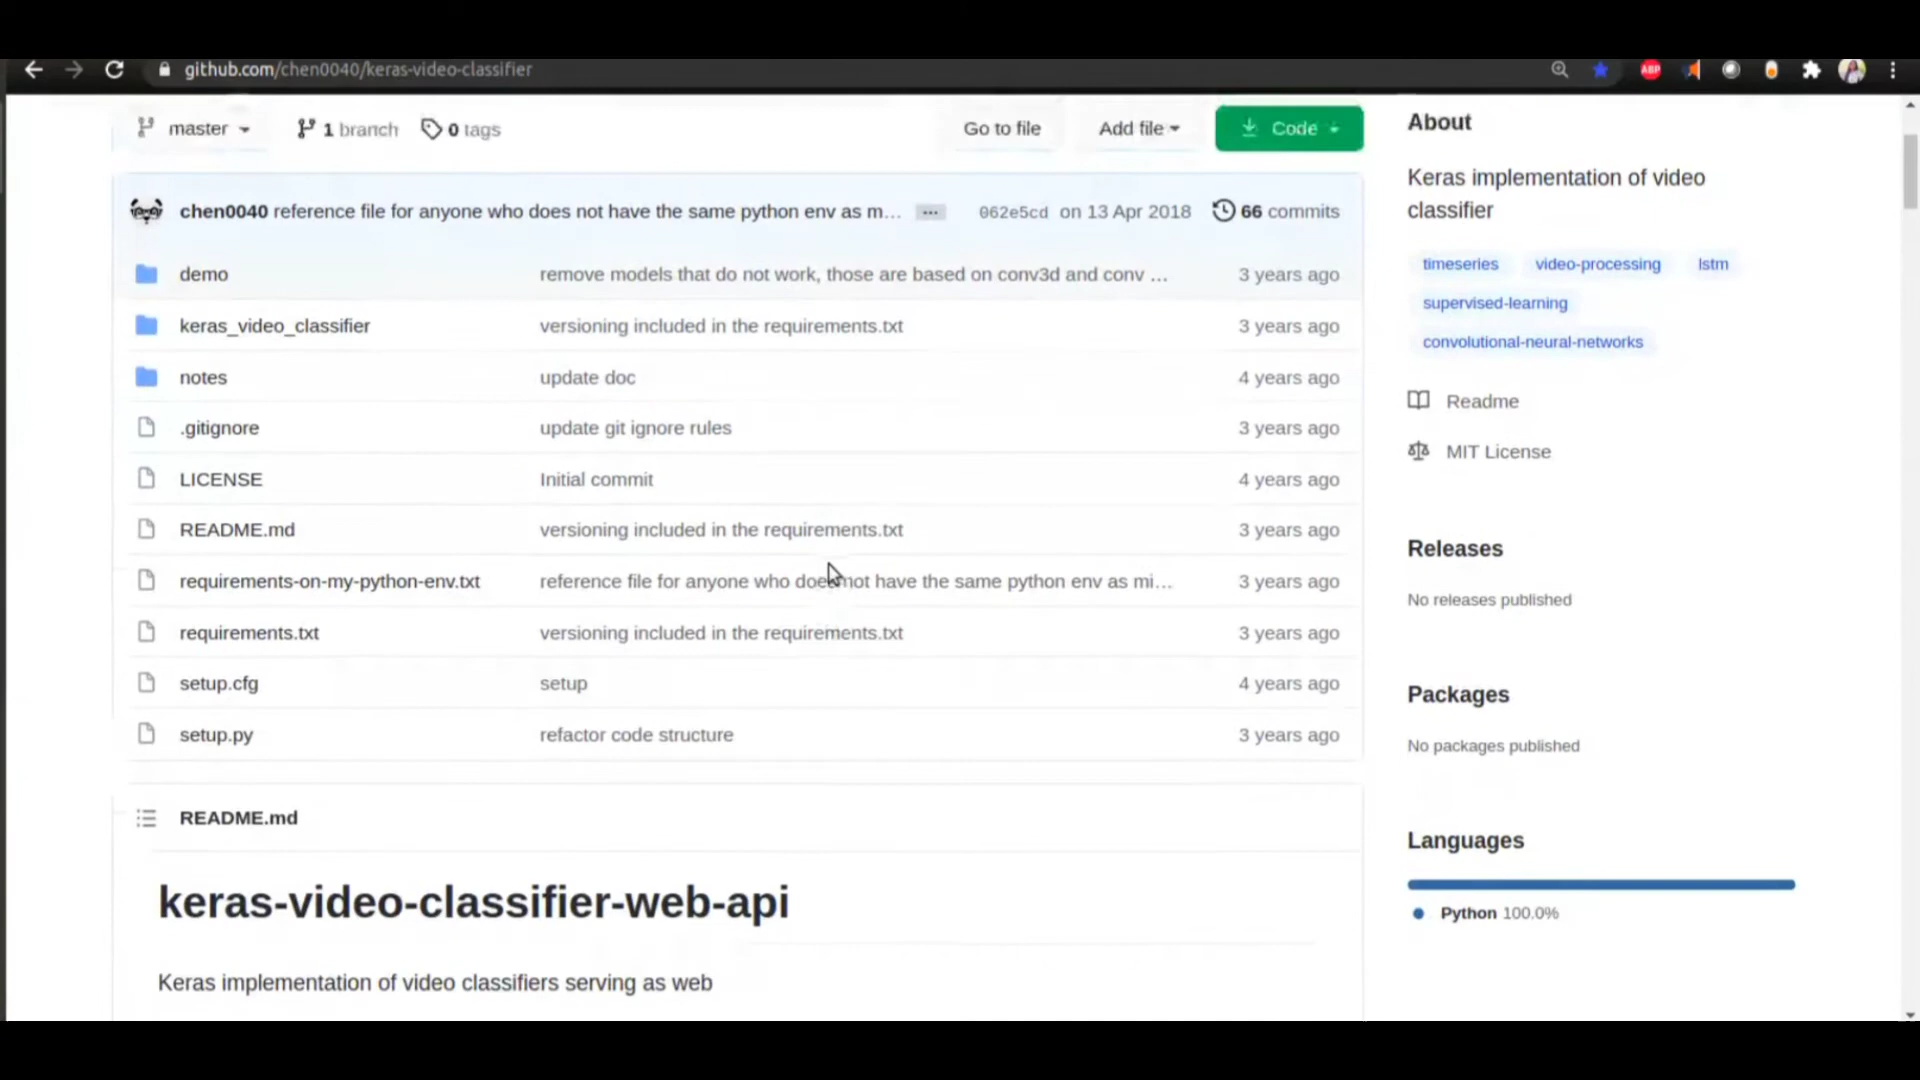 github.com/chen0040/keras-video-classifier
ABP
master
1 branch
0 tags
Go to file
Add file
Code
chen0040 reference file for anyone who does not have the same python env as m... ... 062e5cd on 13 Apr 2018 66 commits
demo remove models that do not work, those are based on conv3d and conv ... 3 years ago
keras_video_classifier versioning included in the requirements.txt 3 years ago
notes update doc 4 years ago
.gitignore update git ignore rules 3 years ago
LICENSE Initial commit 4 years ago
README.md versioning included in the requirements.txt 3 years ago
requirements-on-my-python-env.txt reference file for anyone who does not have the same python env as mi... 3 years ago
requirements.txt versioning included in the requirements.txt 3 years ago
setup.cfg setup 4 years ago
setup.py refactor code structure 3 years ago
README.md
keras-video-classifier-web-api
Keras implementation of video classifiers serving as web
About
Keras implementation of video
classifier
timeseries video-processing lstm
supervised-learning
convolutional-neural-networks
Readme
MIT License
Releases
No releases published
Packages
No packages published
Languages
Python 100.0%